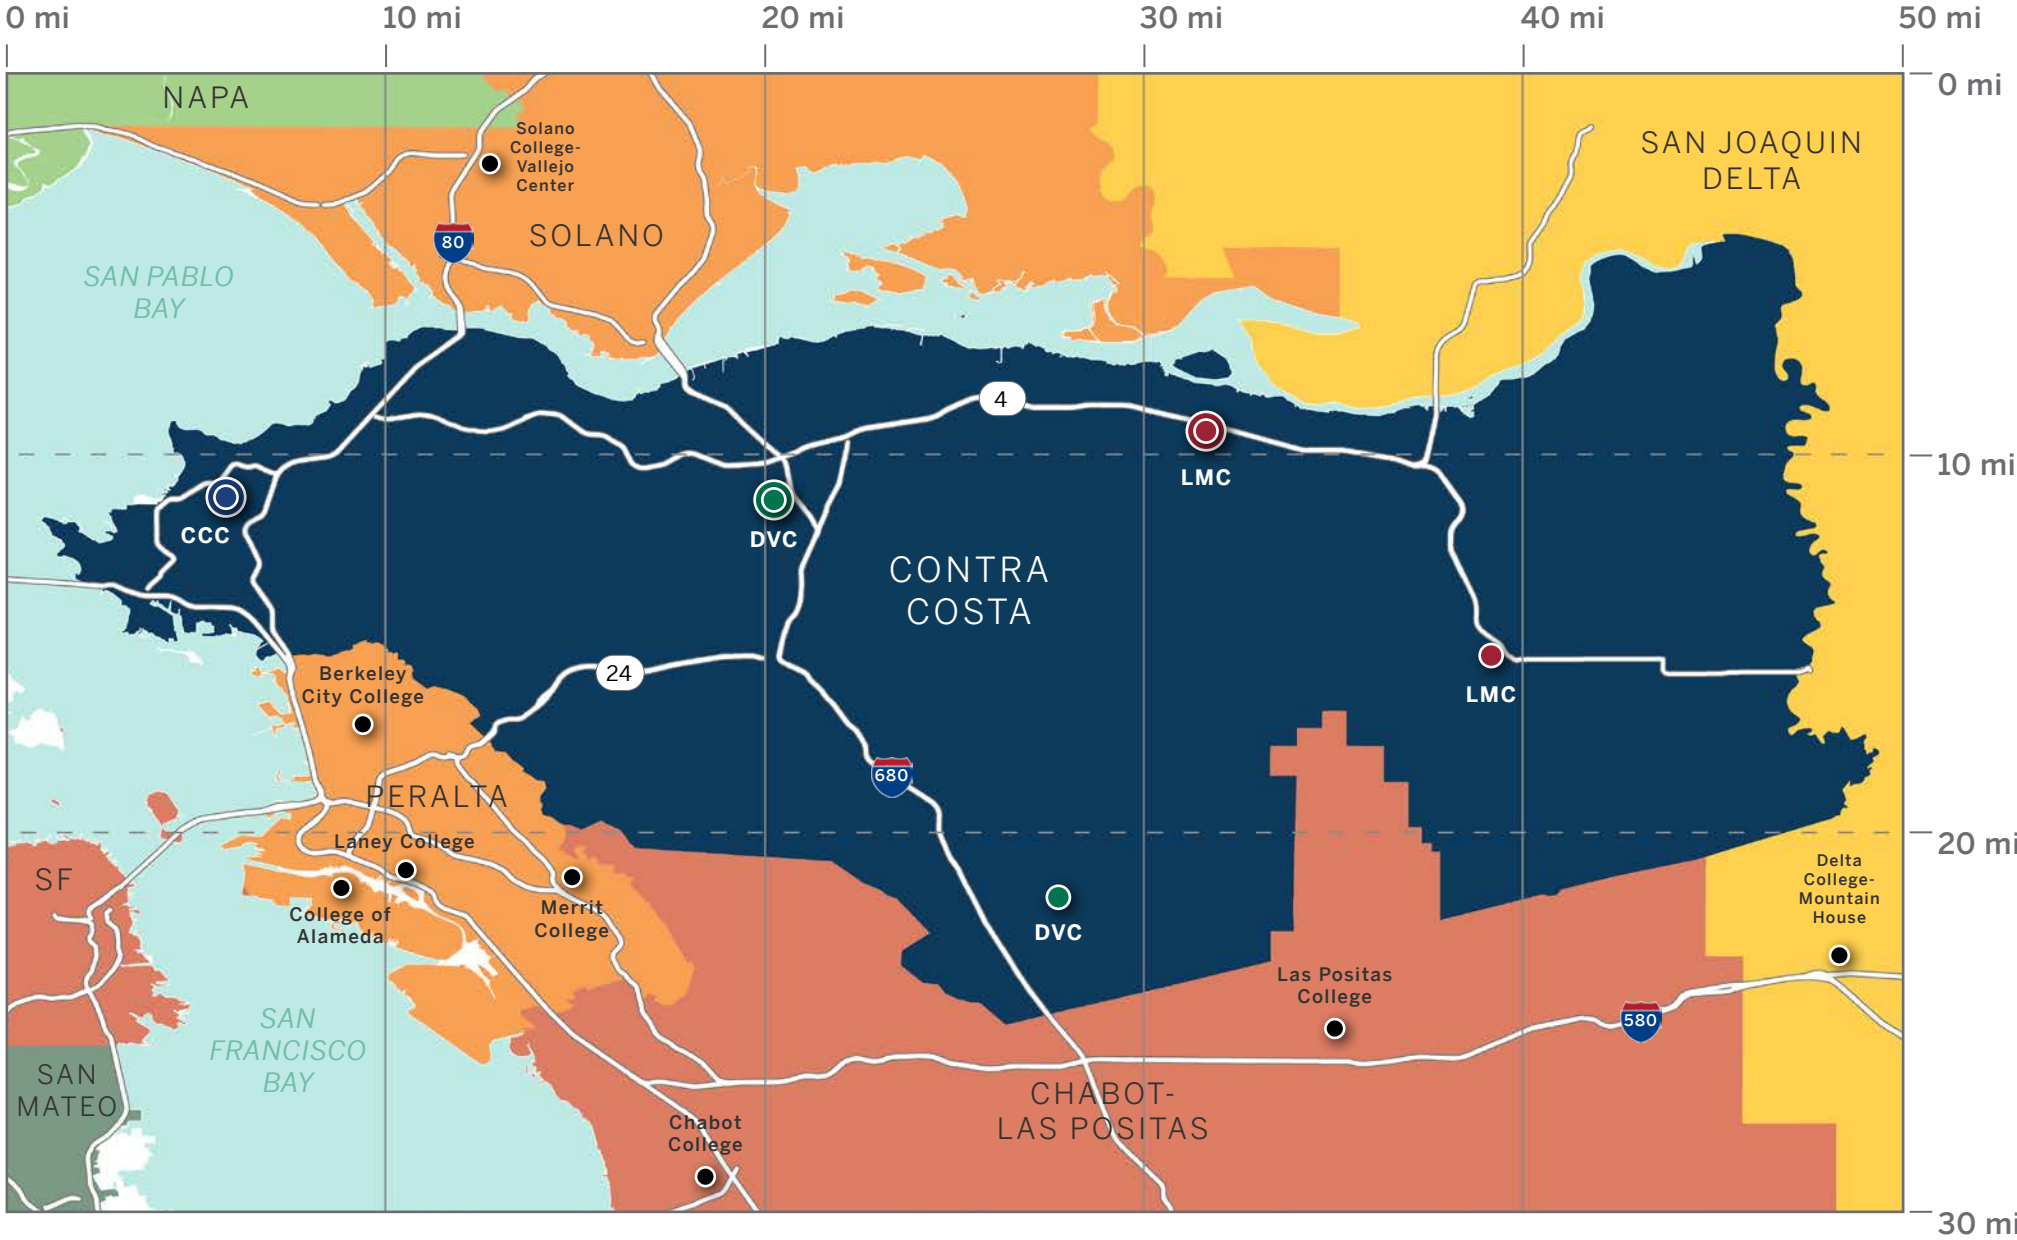 0 mi
10 mi
20 mi
30 mi
40 mi
50 mi
0 mi
NAPA
Solano
College-
Vallejo
Center
SAN JOAQUIN
DELTA
SOLANO
80
SAN PABLO
BAY
4
10 mi
LMC
CCC
DVC
CONTRA
COSTA
24
Berkeley
City College
LMC
680
PERALTA
Laney College
20 mi
SF
Delta
College-
Mountain
House
College of
Alameda
Merrit
College
DVC
Las Positas
College
580
SAN
FRANCISCO
BAY
SAN
MATEO
CHABOT-
LAS POSITAS
Chabot
College
30 mi